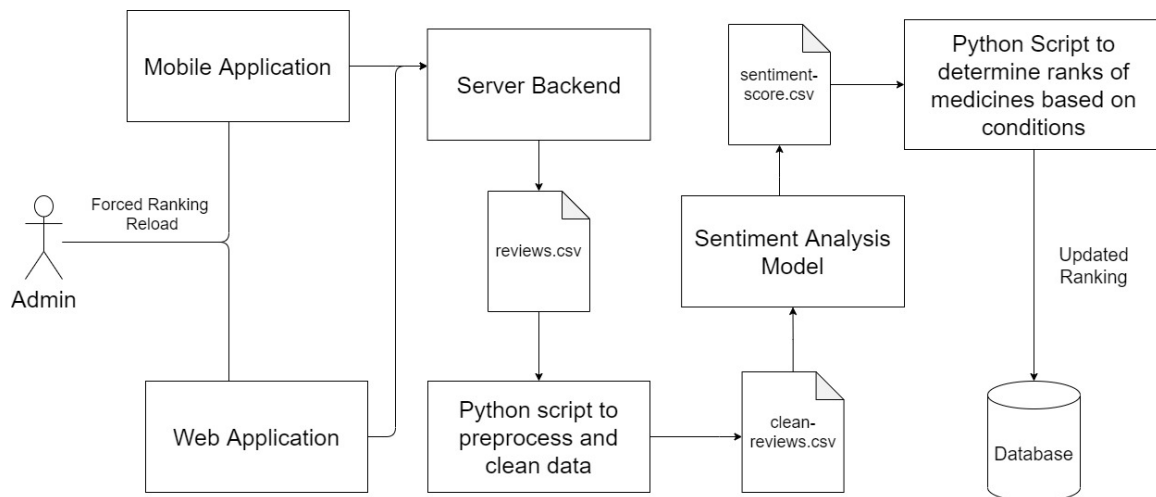 Mobile Application
Server Backend
sentiment-
score.csv
Python Script to
determine ranks of
medicines based on
conditions
Forced Ranking
Reload
Admin
reviews.csv
Sentiment Analysis
Model
Updated
Ranking
Web Application
Python script to
preprocess and
clean data
clean-
reviews.csv
Database